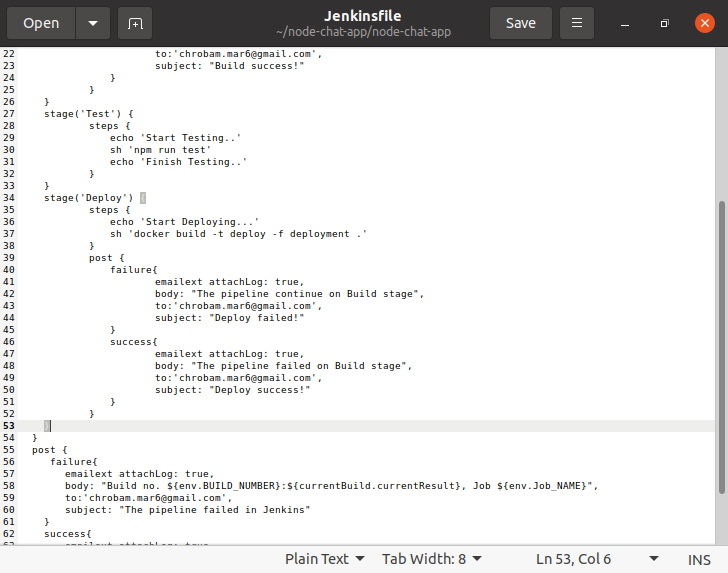 Open
Jenkinsfile
~/node-chat-app/node-chat-app
Save
22 to:'chrobam.mar6@gmail.com',
23 subject: "Build success!"
24 }
25 }
26 }
27 stage('Test') {
28 steps {
29 echo 'Start Testing..'
30 sh 'npm run test'
31 echo 'Finish Testing..'
32 }
33 }
34 stage('Deploy') {
35 steps {
36 echo 'Start Deploying...'
37 sh 'docker build -t deploy -f deployment .'
38 }
39 post {
40 failure{
41 emailext attachLog: true,
42 body: "The pipeline continue on Build stage",
43 to:'chrobam.mar6@gmail.com',
44 subject: "Deploy failed!"
45 }
46 success{
47 emailext attachLog: true,
48 body: "The pipeline failed on Build stage",
49 to:'chrobam.mar6@gmail.com',
50 subject: "Deploy success!"
51 }
52 }
53 }
54 }
55 post {
56 failure{
57 emailext attachLog: true,
58 body: "Build no. ${env.BUILD_NUMBER}:${currentBuild.currentResult}, Job ${env.Job_NAME}",
59 to:'chrobam.mar6@gmail.com',
60 subject: "The pipeline failed in Jenkins"
61 }
62 success{
Plain Text
Tab Width: 8
Ln 53, Col 6
INS